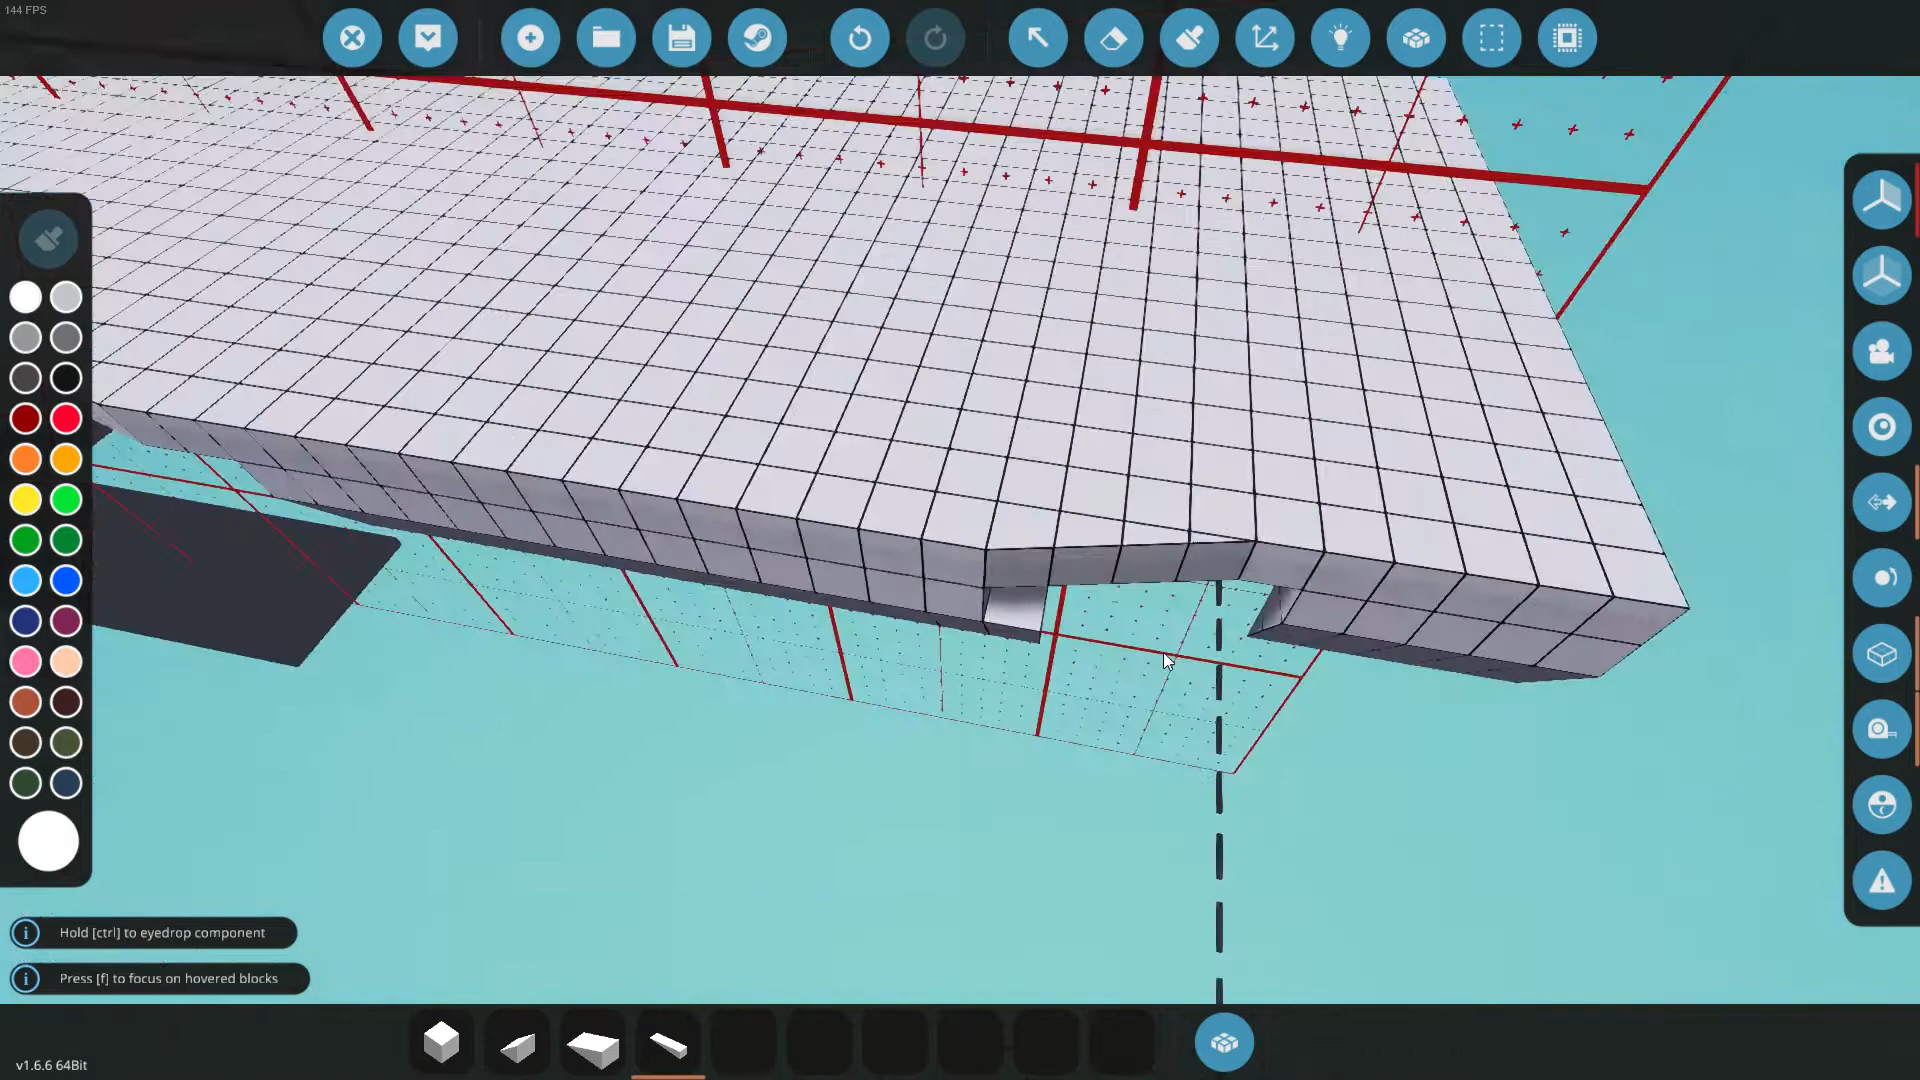 144 FPS
Hold [ctrl] to eyedrop component
Press [f] to focus on hovered blocks
v1.6.6 64Bit